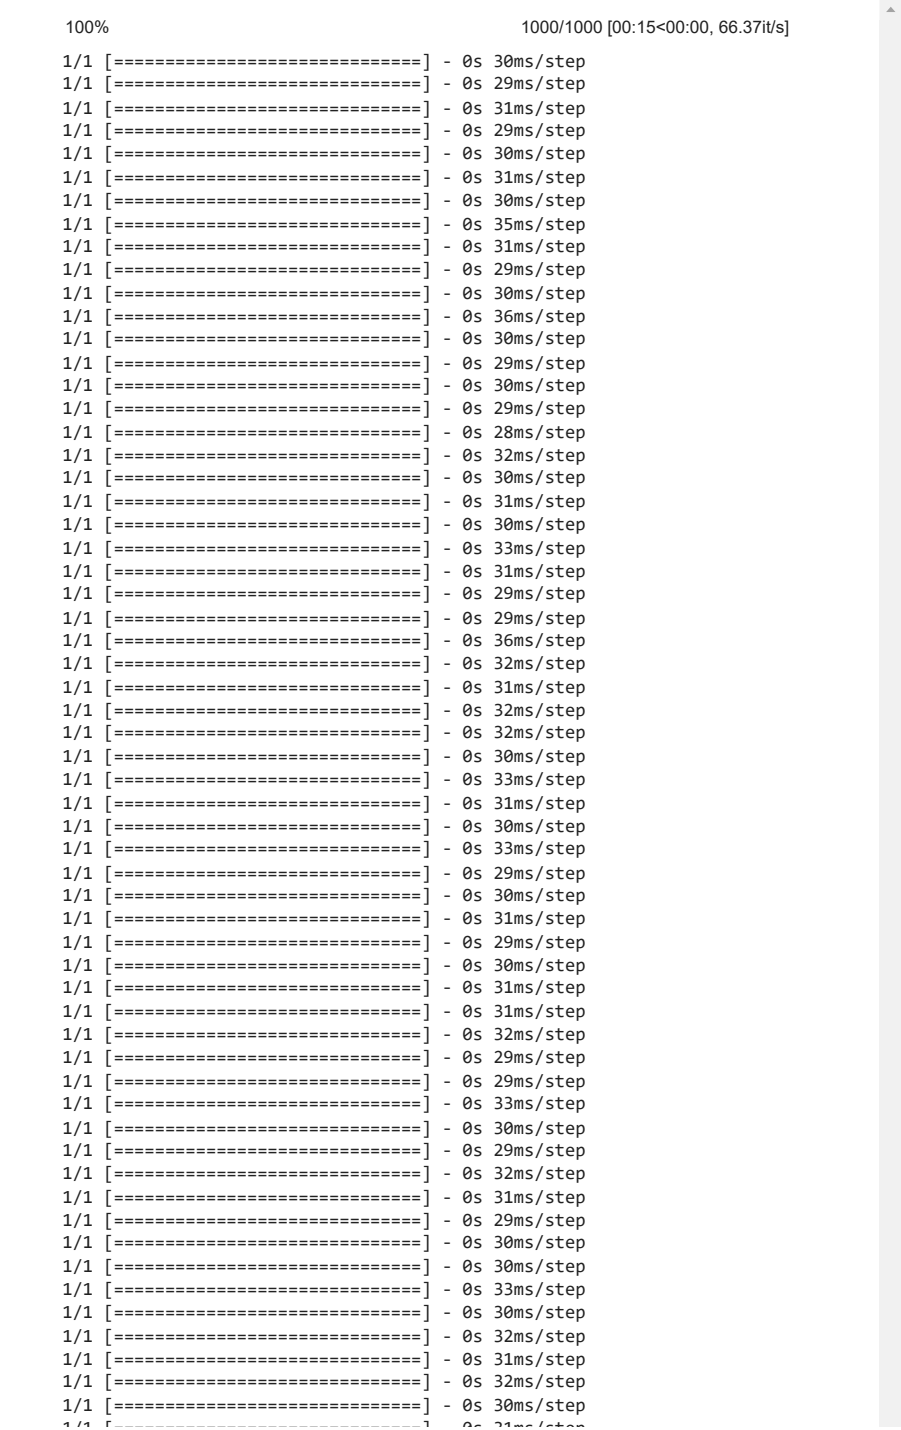 100% 1000/1000 [00:15<00:00, 66.37it/s]
1/1 [==============================] - 0s 30ms/step
1/1 [==============================] - 0s 29ms/step
1/1 [==============================] - 0s 31ms/step
1/1 [==============================] - 0s 29ms/step
1/1 [==============================] - 0s 30ms/step
1/1 [==============================] - 0s 31ms/step
1/1 [==============================] - 0s 30ms/step
1/1 [==============================] - 0s 35ms/step
1/1 [==============================] - 0s 31ms/step
1/1 [==============================] - 0s 29ms/step
1/1 [==============================] - 0s 30ms/step
1/1 [==============================] - 0s 36ms/step
1/1 [==============================] - 0s 30ms/step
1/1 [==============================] - 0s 29ms/step
1/1 [==============================] - 0s 30ms/step
1/1 [==============================] - 0s 29ms/step
1/1 [==============================] - 0s 28ms/step
1/1 [==============================] - 0s 32ms/step
1/1 [==============================] - 0s 30ms/step
1/1 [==============================] - 0s 31ms/step
1/1 [==============================] - 0s 30ms/step
1/1 [==============================] - 0s 33ms/step
1/1 [==============================] - 0s 31ms/step
1/1 [==============================] - 0s 29ms/step
1/1 [==============================] - 0s 29ms/step
1/1 [==============================] - 0s 36ms/step
1/1 [==============================] - 0s 32ms/step
1/1 [==============================] - 0s 31ms/step
1/1 [==============================] - 0s 32ms/step
1/1 [==============================] - 0s 32ms/step
1/1 [==============================] - 0s 30ms/step
1/1 [==============================] - 0s 33ms/step
1/1 [==============================] - 0s 31ms/step
1/1 [==============================] - 0s 30ms/step
1/1 [==============================] - 0s 33ms/step
1/1 [==============================] - 0s 29ms/step
1/1 [==============================] - 0s 30ms/step
1/1 [==============================] - 0s 31ms/step
1/1 [==============================] - 0s 29ms/step
1/1 [==============================] - 0s 30ms/step
1/1 [==============================] - 0s 31ms/step
1/1 [==============================] - 0s 31ms/step
1/1 [==============================] - 0s 32ms/step
1/1 [==============================] - 0s 29ms/step
1/1 [==============================] - 0s 29ms/step
1/1 [==============================] - 0s 33ms/step
1/1 [==============================] - 0s 30ms/step
1/1 [==============================] - 0s 29ms/step
1/1 [==============================] - 0s 32ms/step
1/1 [==============================] - 0s 31ms/step
1/1 [==============================] - 0s 29ms/step
1/1 [==============================] - 0s 30ms/step
1/1 [==============================] - 0s 30ms/step
1/1 [==============================] - 0s 33ms/step
1/1 [==============================] - 0s 30ms/step
1/1 [==============================] - 0s 32ms/step
1/1 [==============================] - 0s 31ms/step
1/1 [==============================] - 0s 32ms/step
1/1 [==============================] - 0s 30ms/step
1/1 [==============================] - 0s 31ms/step